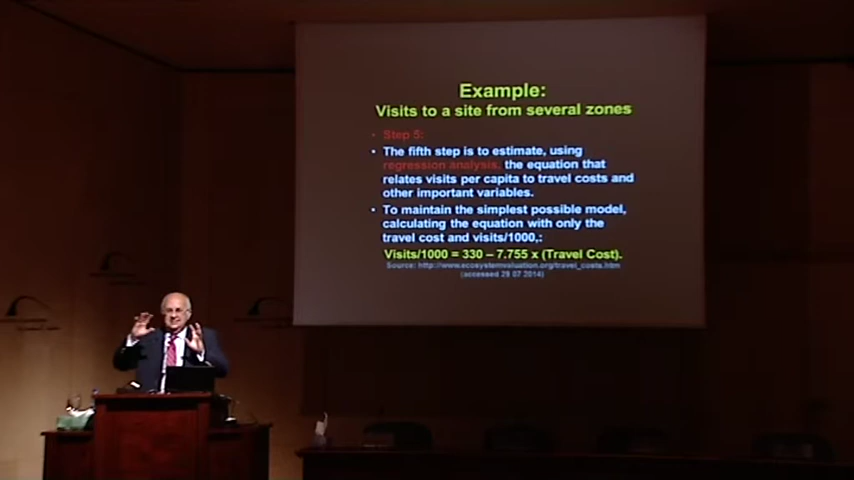 Example:
Visits to a site from several zones
• Step 5:
• The fifth step is to estimate, using
regression analysis, the equation that
relates visits per capita to travel costs and
other important variables.
• To maintain the simplest possible model,
calculating the equation with only the
travel cost and visits/1000,:
Visits/1000 = 330 – 7.755 x (Travel Cost).
Source: http://www.ecosystemvaluation.org/travel_costs.htm
(accessed 29 07 2014)